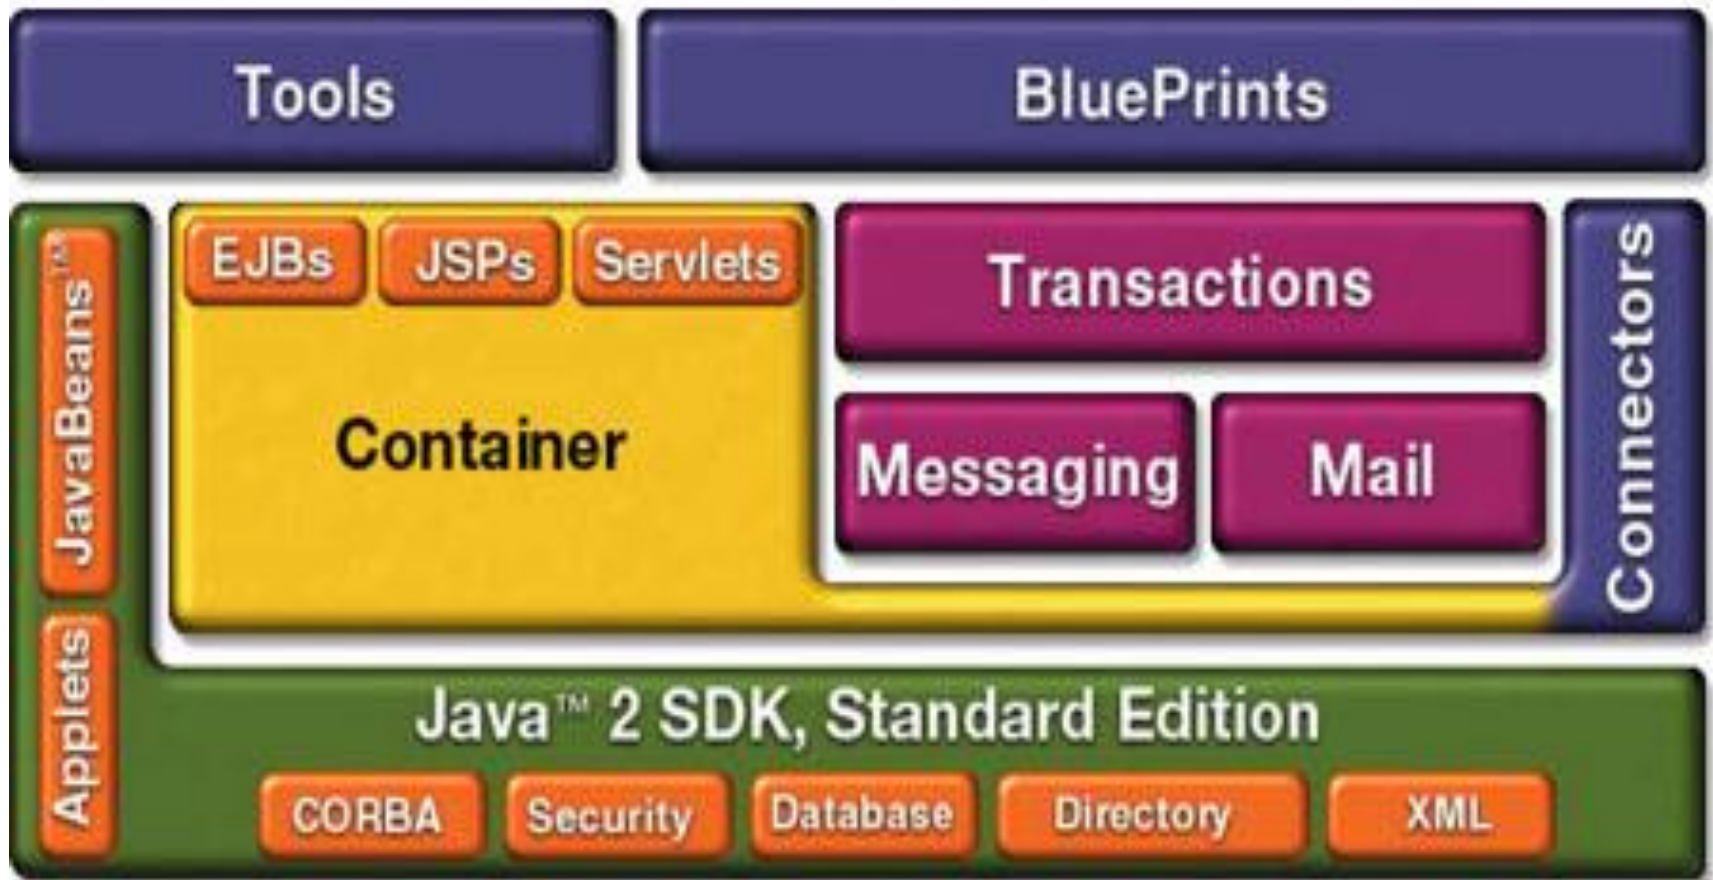 Tools
BluePrints
EJBs
JSPs
Servlets
Transactions
JavaBeans™
Container
Messaging
Mail
Connectors
Applets
Java™ 2 SDK, Standard Edition
CORBA
Security
Database
Directory
XML